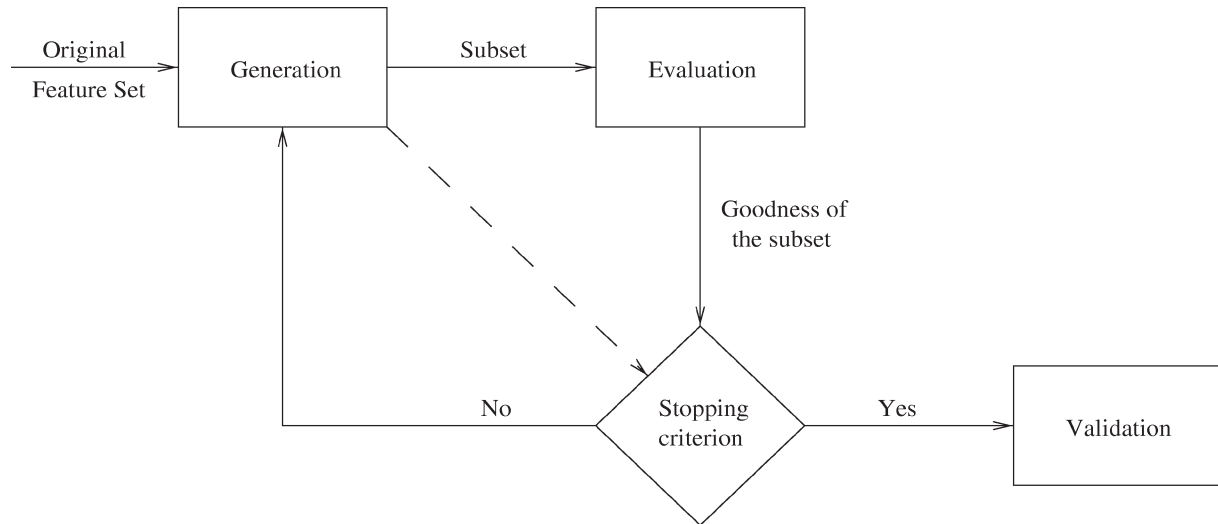 Original
Feature Set
Generation
Subset
Evaluation
Goodness of
the subset
No
Stopping
criterion
Yes
Validation